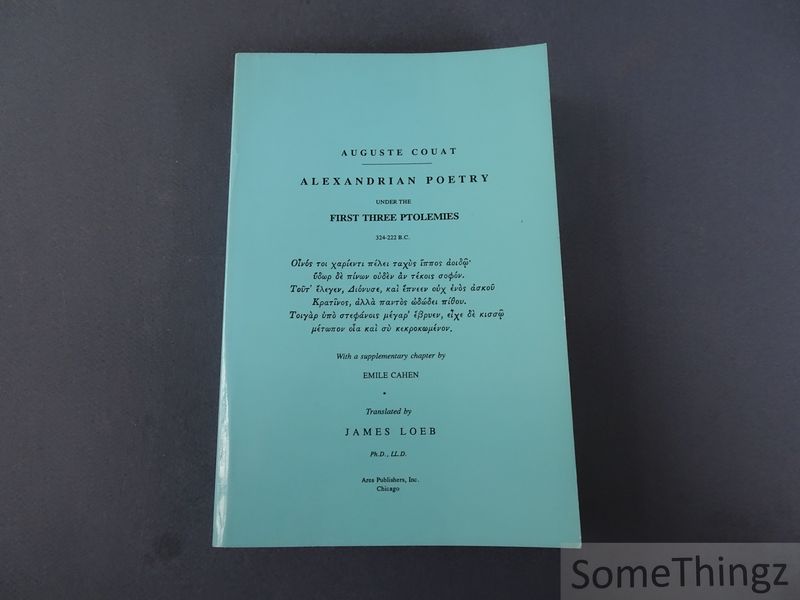 AUGUSTE COUAT
ALEXANDRIAN POETRY
UNDER THE
FIRST THREE PTOLEMIES
324-222 B.C.
Οἶνός τοι χαρίεντι πέλει ταχὺς ἵππος ἀοιδῷ·
ὕδωρ δὲ πίνων οὐδὲν ἂν τέκοις σοφόν.
Τοῦτ' ἔλεγεν, Διόνυσε, καὶ ἔπνεεν οὐχ ἑνὸς ἀσκοῦ
Κρατῖνος, ἀλλὰ παντὸς ὠδώδει πίθου.
Τοιγὰρ ὑπὸ στεφάνοις μέγαρ' ἔβρυεν, εἶχε δὲ κισσῷ
μέτωπον οἷα καὶ σὺ κεκροκωμένον.
With a supplementary chapter by
EMILE CAHEN
*
Translated by
JAMES LOEB
Ph.D., LL.D.
Ares Publishers, Inc.
Chicago
SomeThingz